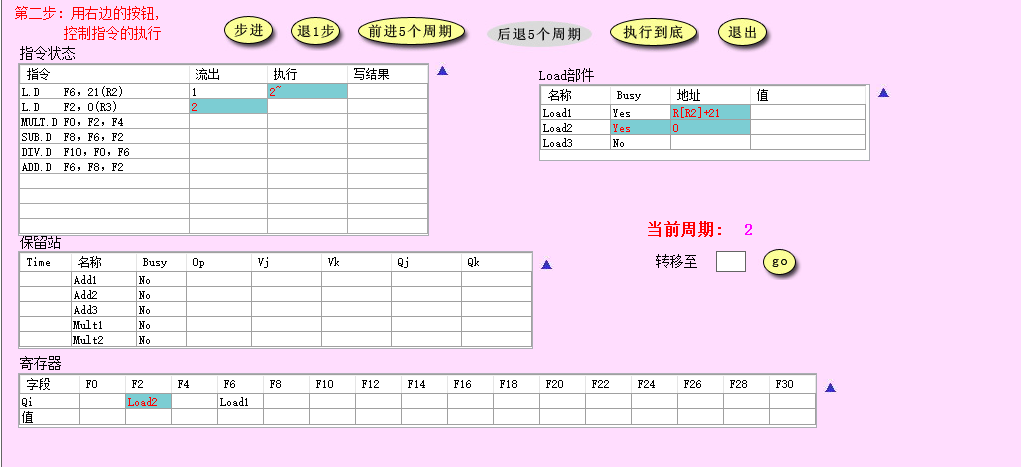 第二步：用右边的按钮,
控制指令的执行
步进 退1步 前进5个周期 后退5个周期 执行到底 退出
指令状态
指令 流出 执行 写结果
L.D F6, 21(R2) 1 2~
L.D F2, 0(R3) 2
MULT.D F0, F2, F4
SUB.D F8, F6, F2
DIV.D F10, F0, F6
ADD.D F6, F8, F2
Load部件
名称 Busy 地址 值
Load1 Yes R[R2]+21
Load2 Yes 0
Load3 No
当前周期： 2
转移至 go
保留站
Time 名称 Busy Op Vj Vk Qj Qk
Add1 No
Add2 No
Add3 No
Mult1 No
Mult2 No
寄存器
字段 F0 F2 F4 F6 F8 F10 F12 F14 F16 F18 F20 F22 F24 F26 F28 F30
Qi Load2 Load1
值